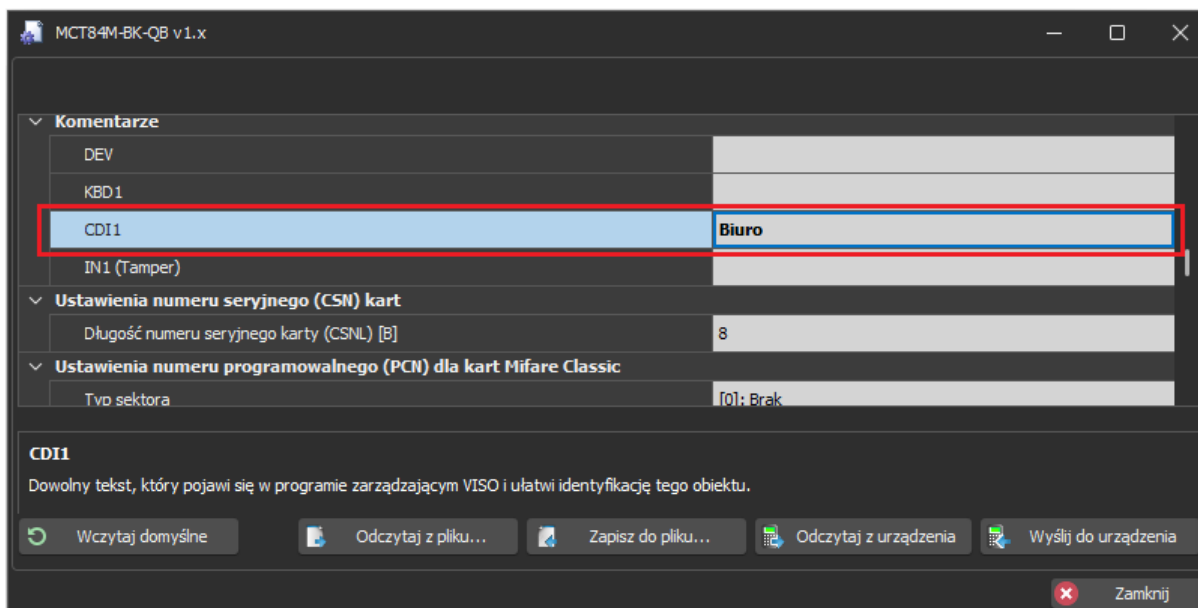 MCT84M-BK-QB v1.x
Komentarze
DEV
KBD1
CDI1 Biuro
IN1 (Tamper)
Ustawienia numeru seryjnego (CSN) kart
Długość numeru seryjnego karty (CSNL) [B] 8
Ustawienia numeru programowalnego (PCN) dla kart Mifare Classic
Typ sektora [0]: Brak
CDI1
Dowolny tekst, który pojawi się w programie zarządzającym VISO i ułatwi identyfikację tego obiektu.
Wczytaj domyślne Odczytaj z pliku... Zapisz do pliku... Odczytaj z urządzenia Wyślij do urządzenia
Zamknij